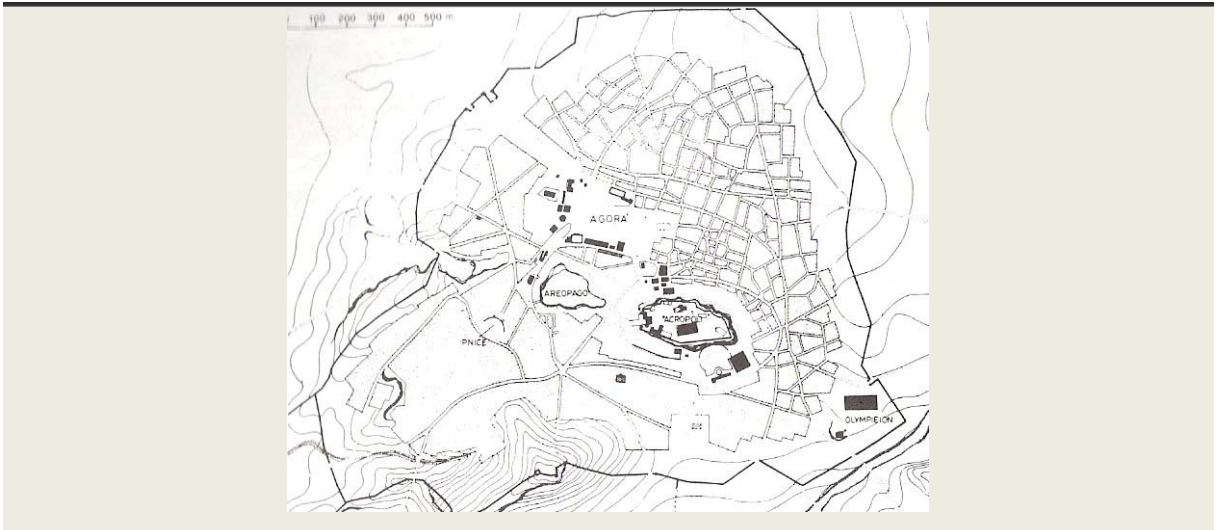 100 200 300 400 500 m
AGORA'
AREOPAGO
ACROPOLI
PNICE
OLYMPIEION